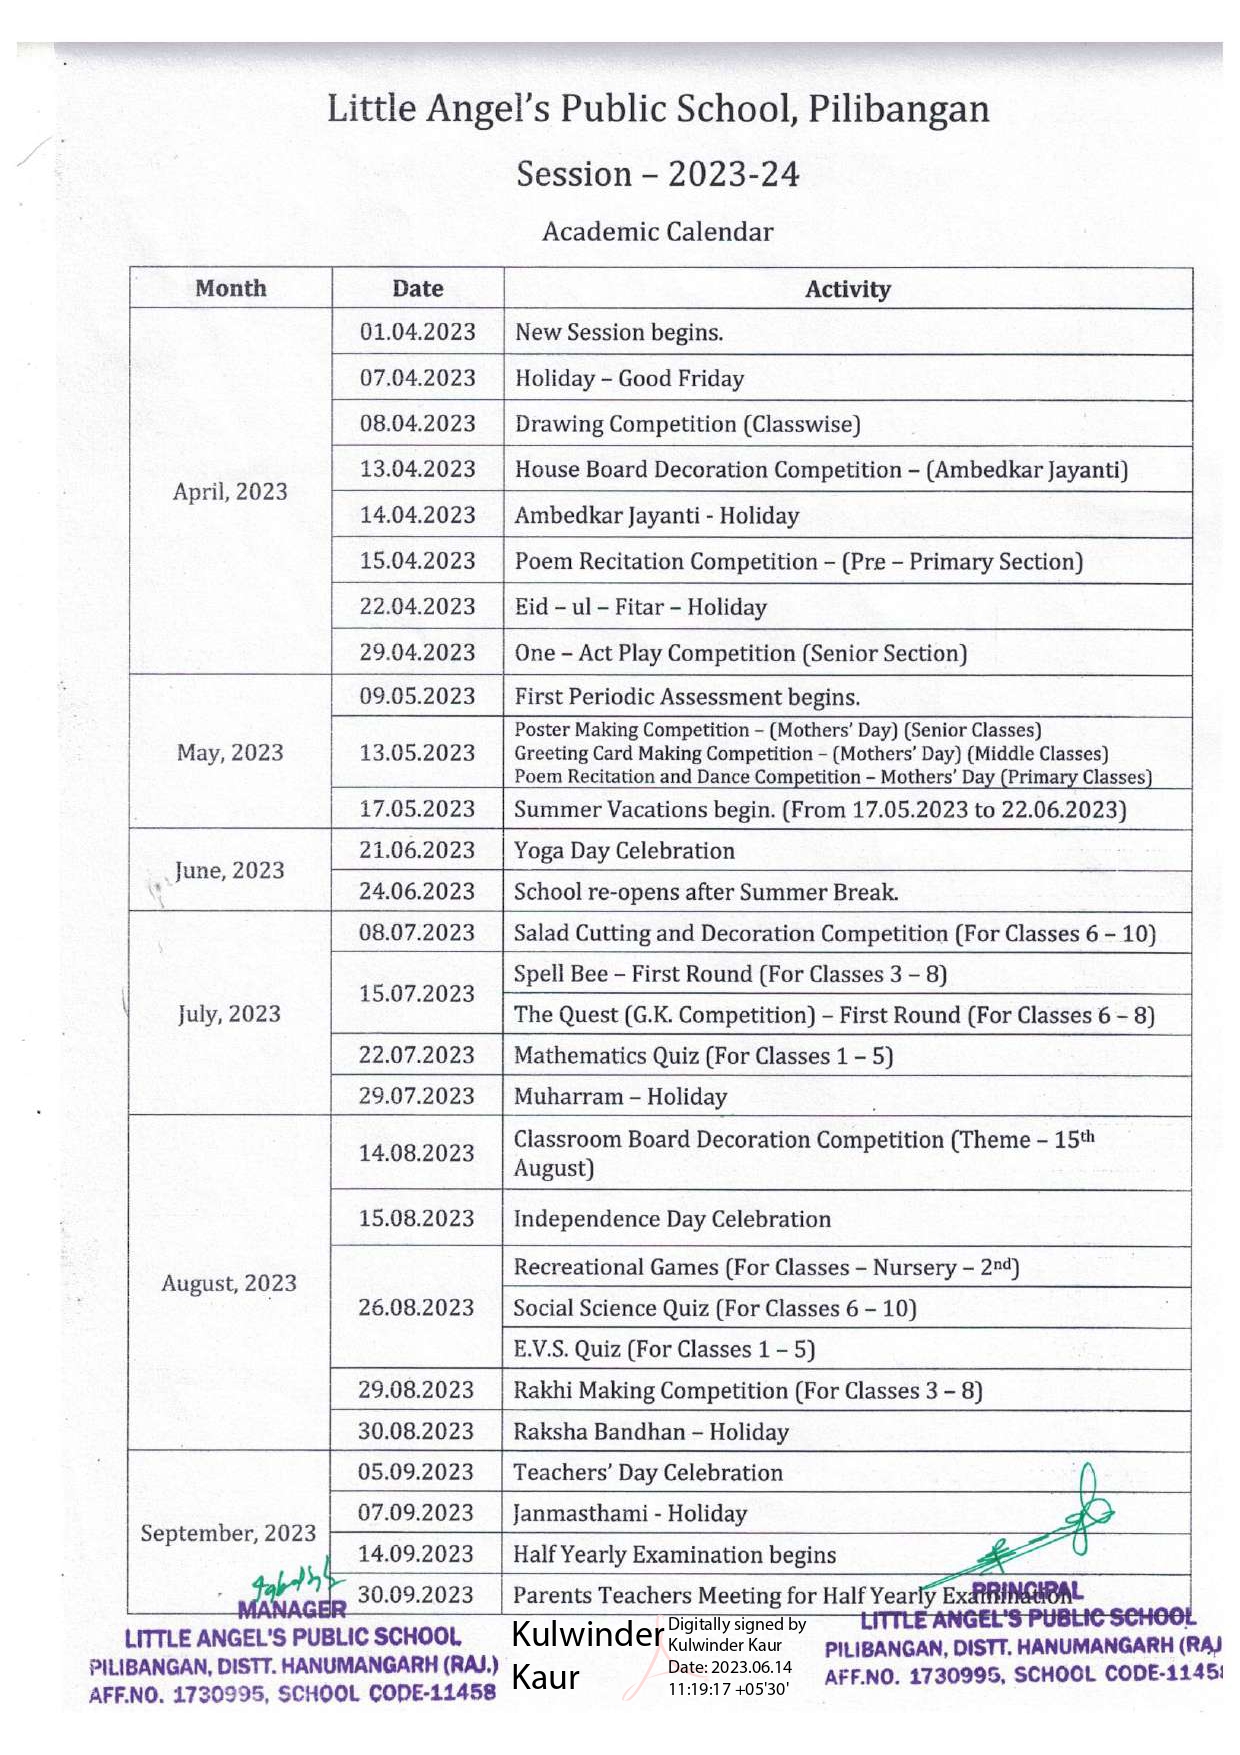 Little Angel's Public School, Pilibangan
Session – 2023-24
Academic Calendar
Month Date Activity
April, 2023
01.04.2023 New Session begins.
07.04.2023 Holiday – Good Friday
08.04.2023 Drawing Competition (Classwise)
13.04.2023 House Board Decoration Competition – (Ambedkar Jayanti)
14.04.2023 Ambedkar Jayanti - Holiday
15.04.2023 Poem Recitation Competition – (Pre – Primary Section)
22.04.2023 Eid – ul – Fitar – Holiday
29.04.2023 One – Act Play Competition (Senior Section)
May, 2023
09.05.2023 First Periodic Assessment begins.
13.05.2023 Poster Making Competition – (Mothers' Day) (Senior Classes)
Greeting Card Making Competition – (Mothers' Day) (Middle Classes)
Poem Recitation and Dance Competition – Mothers' Day (Primary Classes)
17.05.2023 Summer Vacations begin. (From 17.05.2023 to 22.06.2023)
June, 2023
21.06.2023 Yoga Day Celebration
24.06.2023 School re-opens after Summer Break.
July, 2023
08.07.2023 Salad Cutting and Decoration Competition (For Classes 6 – 10)
15.07.2023 Spell Bee – First Round (For Classes 3 – 8)
The Quest (G.K. Competition) – First Round (For Classes 6 – 8)
22.07.2023 Mathematics Quiz (For Classes 1 – 5)
29.07.2023 Muharram – Holiday
August, 2023
14.08.2023 Classroom Board Decoration Competition (Theme – 15th
August)
15.08.2023 Independence Day Celebration
26.08.2023 Recreational Games (For Classes – Nursery – 2nd)
Social Science Quiz (For Classes 6 – 10)
E.V.S. Quiz (For Classes 1 – 5)
29.08.2023 Rakhi Making Competition (For Classes 3 – 8)
30.08.2023 Raksha Bandhan – Holiday
September, 2023
05.09.2023 Teachers' Day Celebration
07.09.2023 Janmasthami - Holiday
14.09.2023 Half Yearly Examination begins
30.09.2023 Parents Teachers Meeting for Half Yearly Examination
MANAGER
LITTLE ANGEL'S PUBLIC SCHOOL
PILIBANGAN, DISTT. HANUMANGARH (RAJ.)
AFF.NO. 1730995, SCHOOL CODE-11458
Kulwinder
Kaur
Digitally signed by
Kulwinder Kaur
Date: 2023.06.14
11:19:17 +05'30'
PRINCIPAL
LITTLE ANGEL'S PUBLIC SCHOOL
PILIBANGAN, DISTT. HANUMANGARH (RAJ
AFF.NO. 1730995, SCHOOL CODE-1145